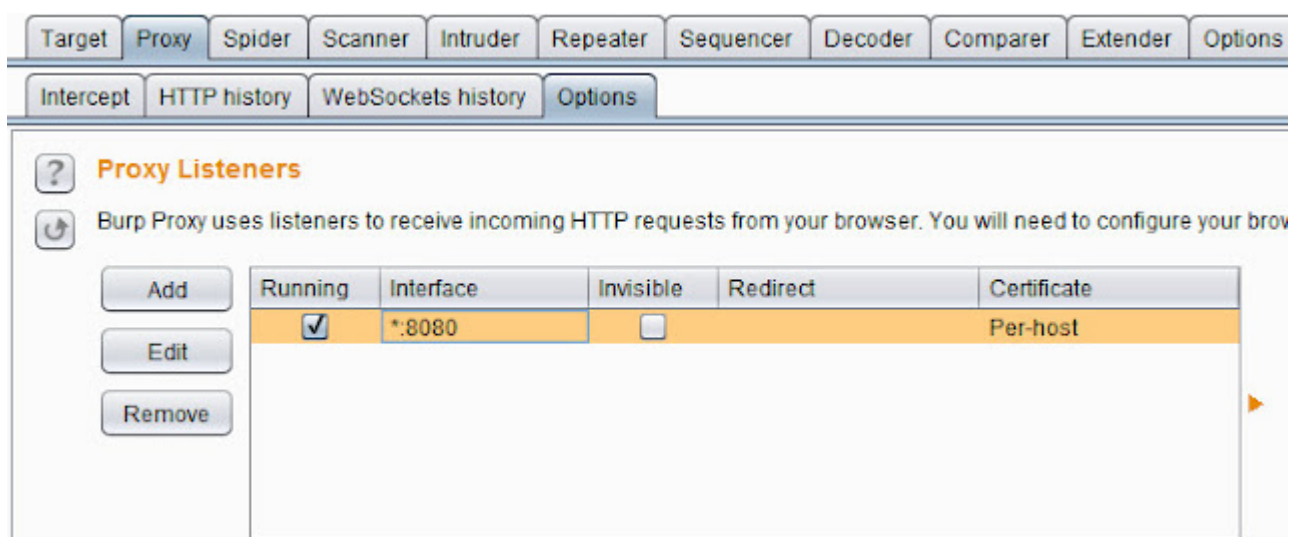 Target Proxy Spider Scanner Intruder Repeater Sequencer Decoder Comparer Extender Options
Intercept HTTP history WebSockets history Options
? Proxy Listeners
Burp Proxy uses listeners to receive incoming HTTP requests from your browser. You will need to configure your brow
Add Running Interface Invisible Redirect Certificate
*:8080 Per-host
Edit
Remove